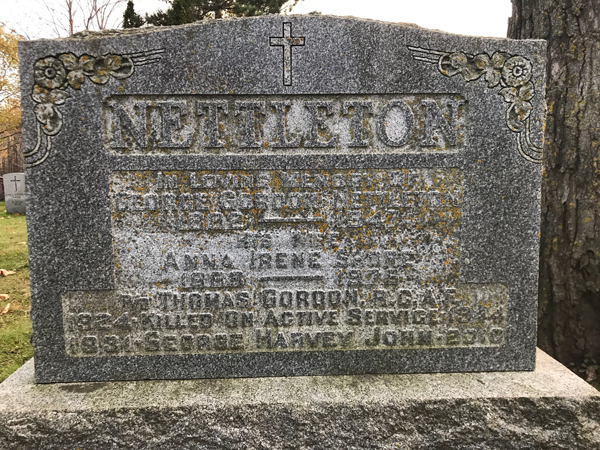 NETTLETON
IN LOVING MEMORY OF
GEORGE GORDON NETTLETON
HIS WIFE
ANNA IRENE
THOMAS GORDON, R.C.A.F.
1924 KILLED ON ACTIVE SERVICE 1944
1931 GEORGE HARVEY JOHN 2010